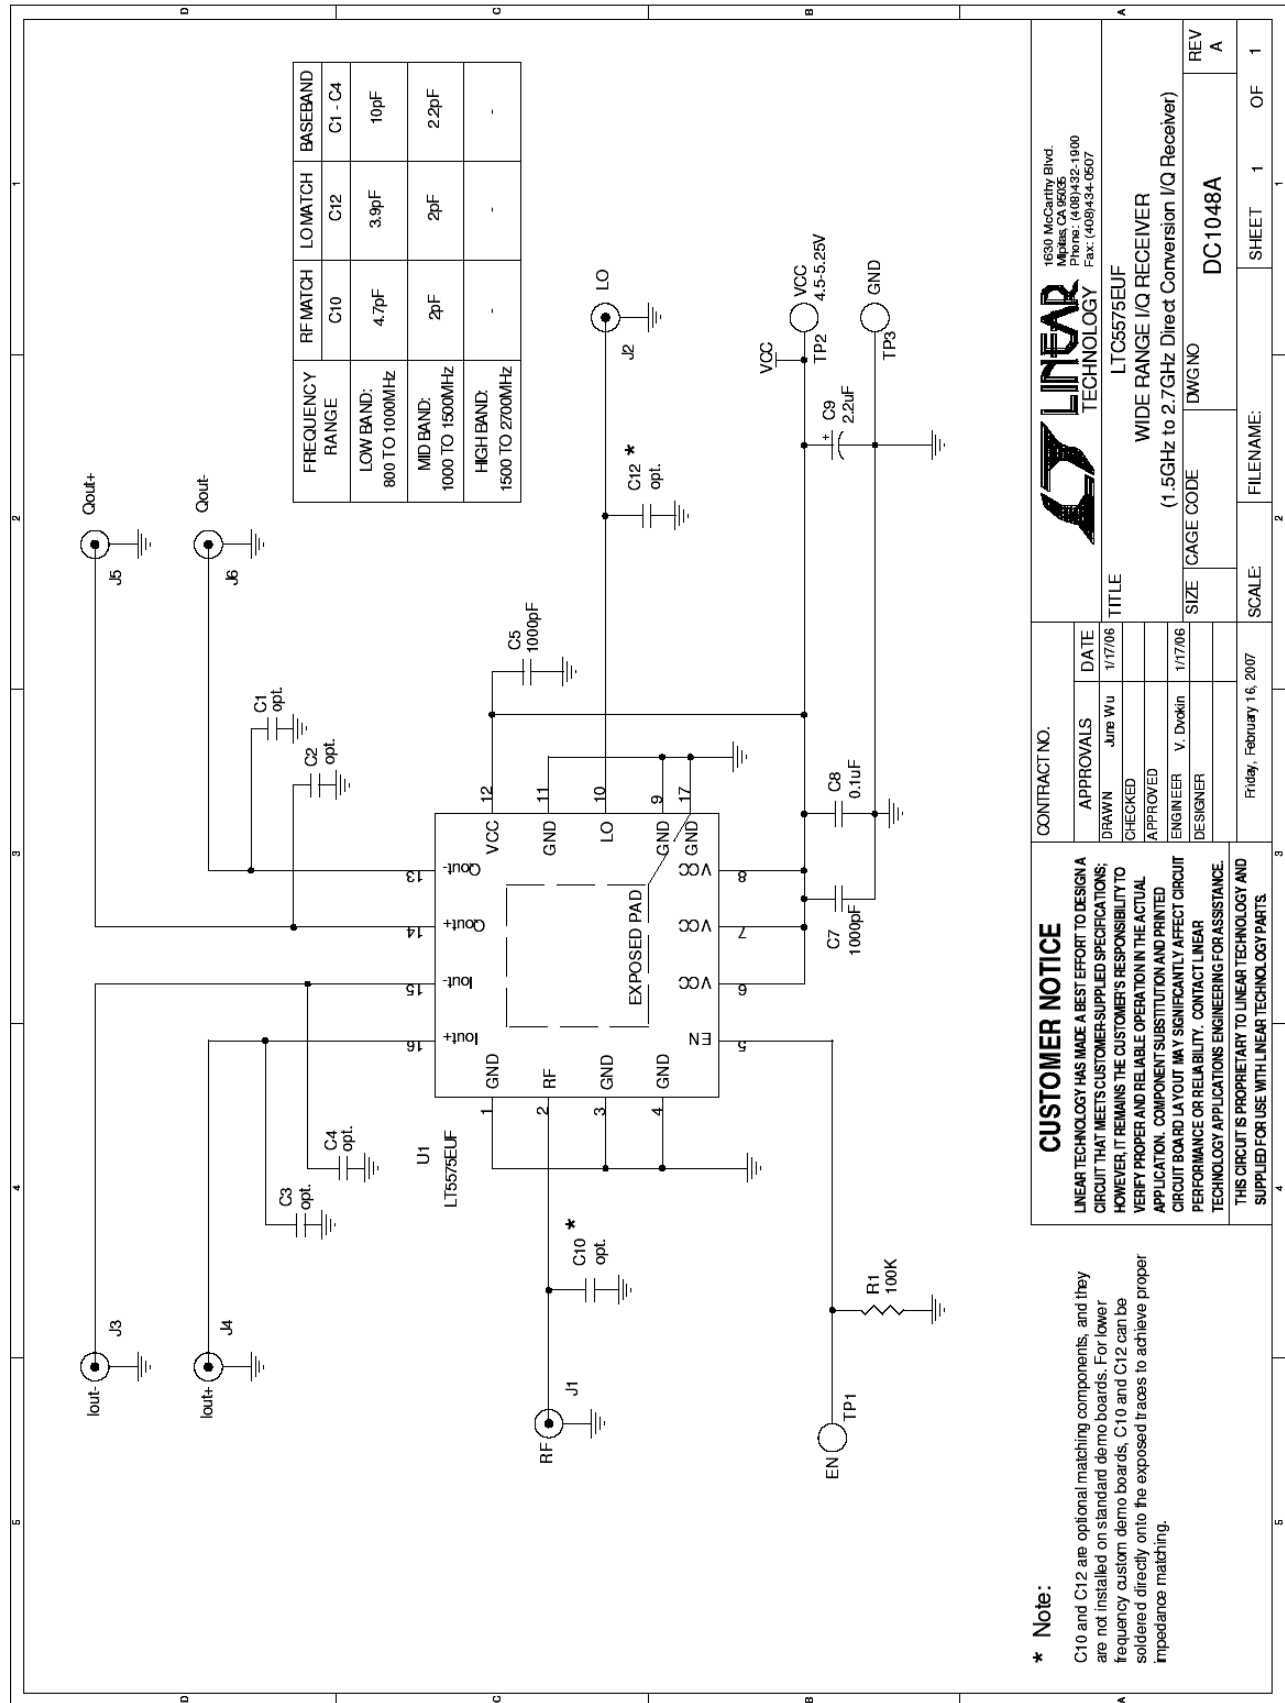 5
4
3
2
1
D
C
B
A
Iout-
J3
Iout+
J4
J5
Qout+
J6
Qout-
C3
opt.
C4
opt.
C1
opt.
C2
opt.
FREQUENCY RANGE
RF MATCH
LO MATCH
BASEBAND
C10
C12
C1 - C4
LOW BAND:
800 TO 1000MHz
4.7pF
3.9pF
10pF
MID BAND:
1000 TO 1500MHz
2pF
2pF
2.2pF
HIGH BAND:
1500 TO 2700MHz
-
-
-
U1
LT5575EUF
16
15
14
13
Iout+
Iout-
Qout+
Qout-
1
GND
2
RF
3
GND
4
GND
12
VCC
11
GND
10
LO
9
GND
17
GND
EXPOSED PAD
EN
VCC
VCC
VCC
5
6
7
8
RF
J1
C10
opt.
*
C5
1000pF
C12
opt.
*
J2
LO
EN
TP1
R1
100K
C7
1000pF
C8
0.1uF
C9
2.2uF
+
VCC
TP2
VCC
4.5-5.25V
TP3
GND
* Note:
C10 and C12 are optional matching components, and they
are not installed on standard demo boards. For lower
frequency custom demo boards, C10 and C12 can be
soldered directly onto the exposed traces to achieve proper
impedance matching.
CUSTOMER NOTICE
LINEAR TECHNOLOGY HAS MADE A BEST EFFORT TO DESIGN A
CIRCUIT THAT MEETS CUSTOMER-SUPPLIED SPECIFICATIONS;
HOWEVER, IT REMAINS THE CUSTOMER'S RESPONSIBILITY TO
VERIFY PROPER AND RELIABLE OPERATION IN THE ACTUAL
APPLICATION. COMPONENT SUBSTITUTION AND PRINTED
CIRCUIT BOARD LAYOUT MAY SIGNIFICANTLY AFFECT CIRCUIT
PERFORMANCE OR RELIABILITY. CONTACT LINEAR
TECHNOLOGY APPLICATIONS ENGINEERING FOR ASSISTANCE.
THIS CIRCUIT IS PROPRIETARY TO LINEAR TECHNOLOGY AND
SUPPLIED FOR USE WITH LINEAR TECHNOLOGY PARTS.
CONTRACT NO.
APPROVALS
DATE
DRAWN
June Wu
1/17/06
CHECKED
APPROVED
ENGINEER
V. Dvokin
1/17/06
DESIGNER
Friday, February 16, 2007
LINEAR
TECHNOLOGY
1630 McCarthy Blvd.
Milpitas, CA 95035
Phone: (408)432-1900
Fax: (408)434-0507
TITLE
LTC5575EUF
WIDE RANGE I/Q RECEIVER
(1.5GHz to 2.7GHz Direct Conversion I/Q Receiver)
SIZE
CAGE CODE
DWG NO
DC1048A
REV
A
SCALE:
FILENAME:
SHEET 1 OF 1
5
4
3
2
1
D
C
B
A